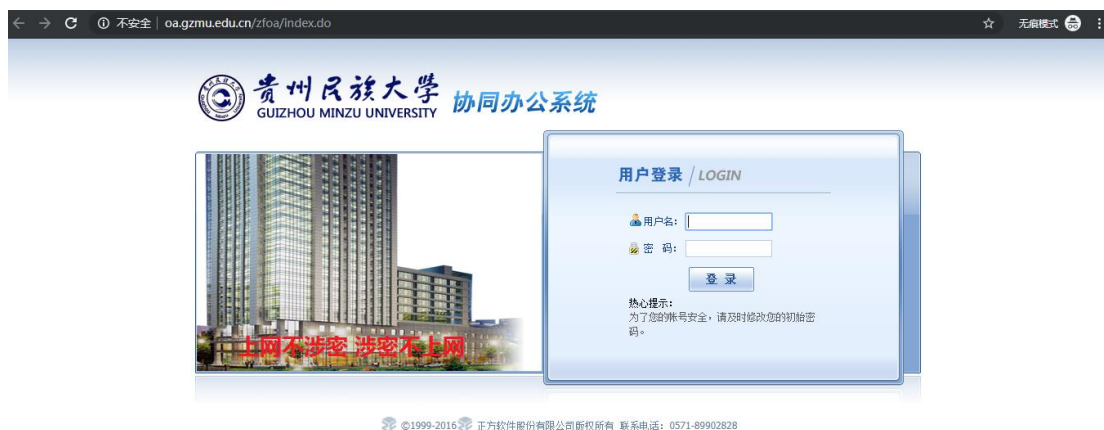 不安全 | oa.gzmu.edu.cn/zfoa/index.do
无痕模式
贵州民族大学
GUIZHOU MINZU UNIVERSITY
协同办公系统
用户登录 / LOGIN
用户名：
密 码：
登 录
热心提示：
为了您的帐号安全，请及时修改您的初始密
码。
上网不涉密 涉密不上网
©1999-2016 正方软件股份有限公司版权所有 联系电话：0571-89902828